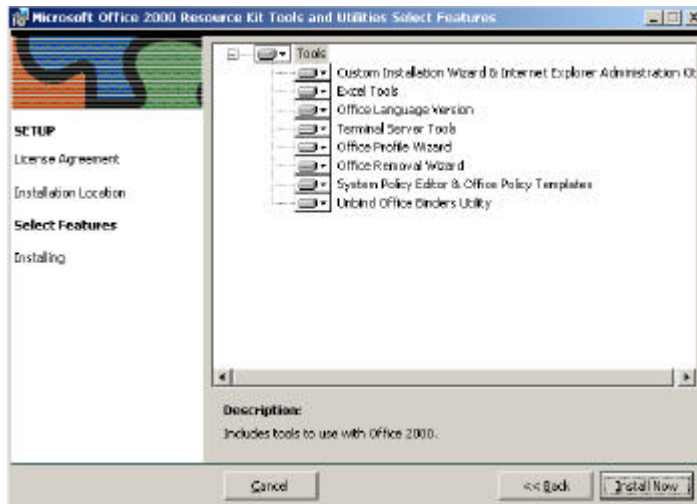 Microsoft Office 2000 Resource Kit Tools and Utilities Select Features
Tools
Custom Installation Wizard & Internet Explorer Administration Kit
Excel Tools
Office Language Version
Terminal Server Tools
Office Profile Wizard
Office Removal Wizard
System Policy Editor & Office Policy Templates
Unbind Office Binders Utility
SETUP
License Agreement
Installation Location
Select Features
Installing
Description:
Includes tools to use with Office 2000.
Cancel
<< Back
Install Now